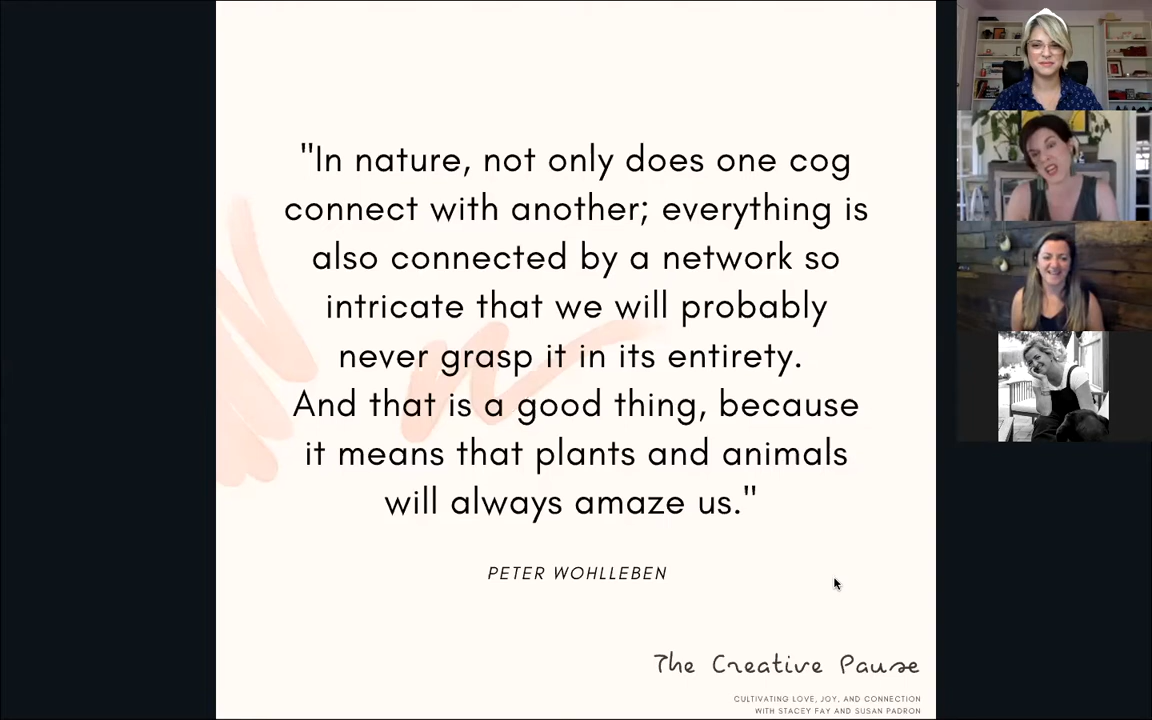 "In nature, not only does one cog
connect with another; everything is
also connected by a network so
intricate that we will probably
never grasp it in its entirety.
And that is a good thing, because
it means that plants and animals
will always amaze us."
PETER WOHLLEBEN
The Creative Pause
CULTIVATING LOVE, JOY, AND CONNECTION
WITH STACEY FAY AND SUSAN PADRON